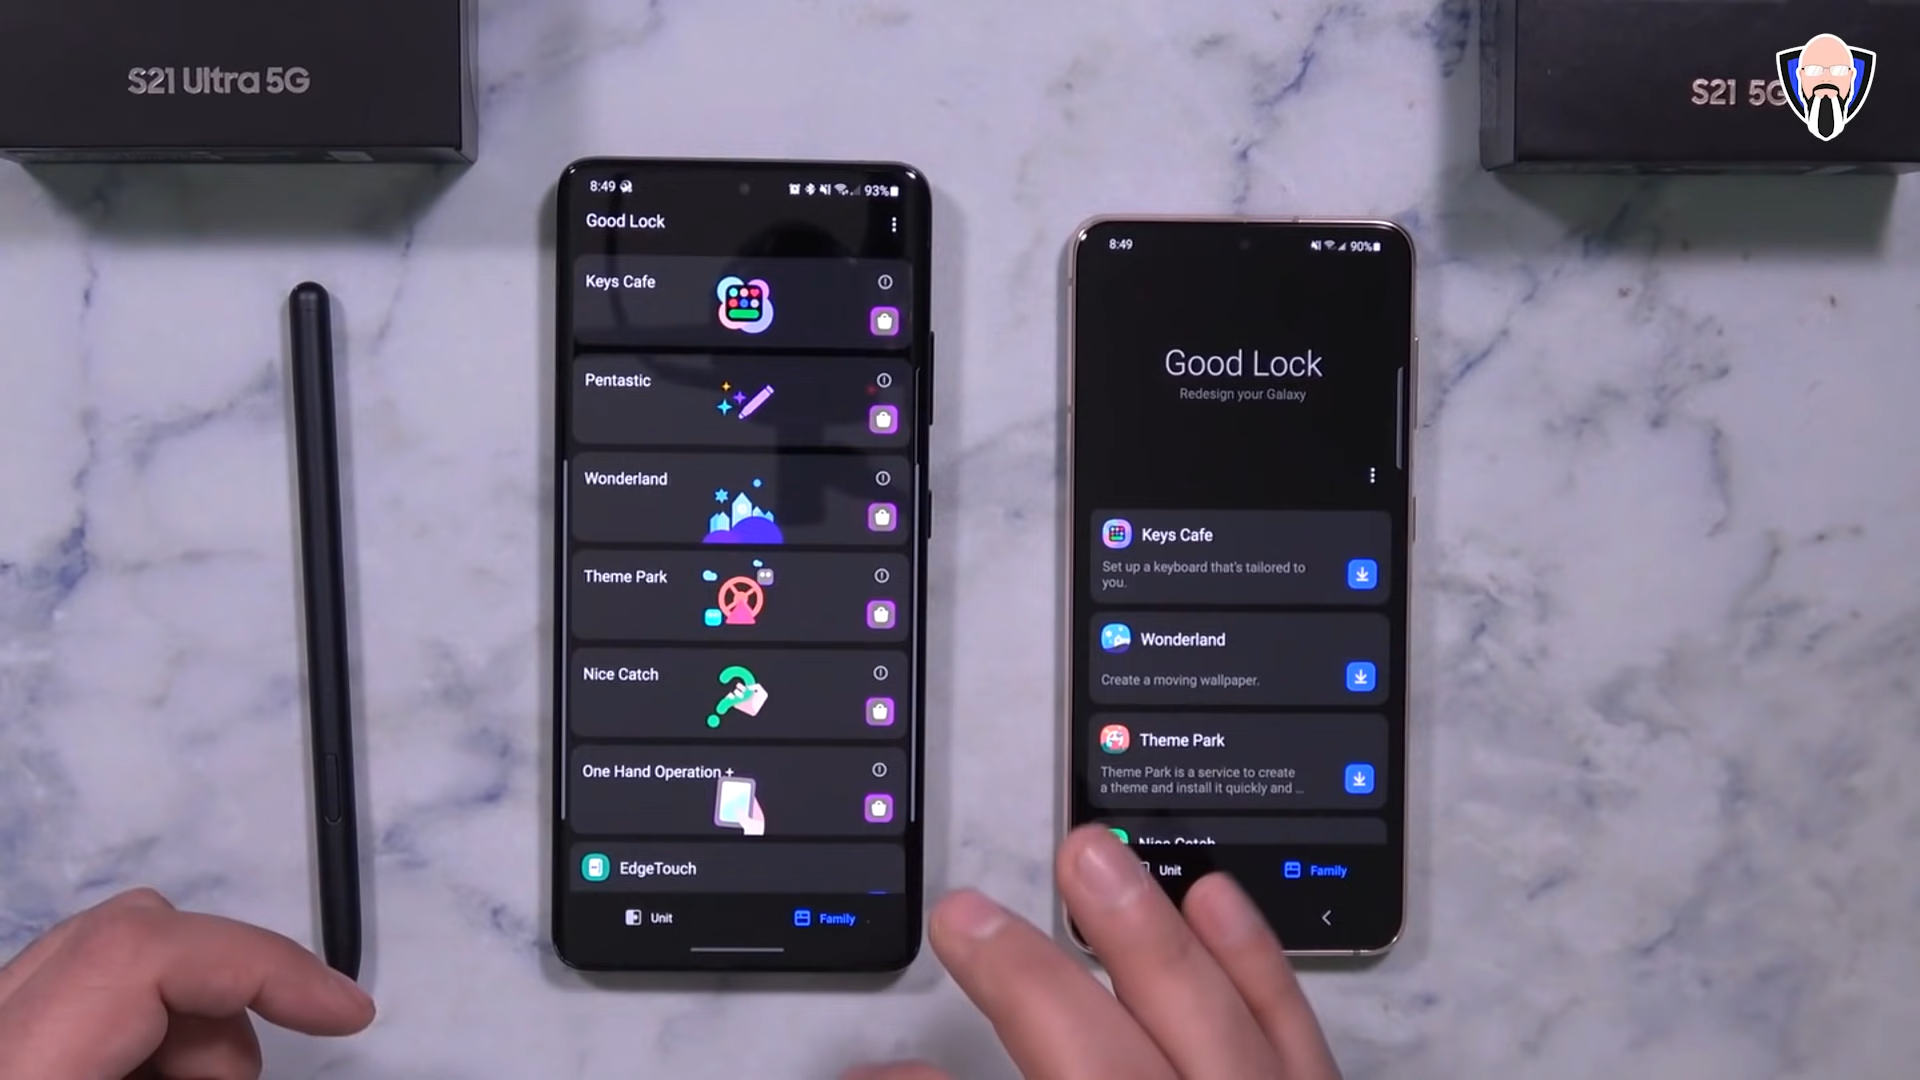 S21 Ultra 5G
S21 5G
8:49
93%
Good Lock
Keys Cafe
Pentastic
Wonderland
Theme Park
Nice Catch
One Hand Operation +
EdgeTouch
Unit
Family
8:49
90%
Good Lock
Redesign your Galaxy
Keys Cafe
Set up a keyboard that's tailored to
you.
Wonderland
Create a moving wallpaper.
Theme Park
Theme Park is a service to create
a theme and install it quickly and ...
Nice Catch
Unit
Family